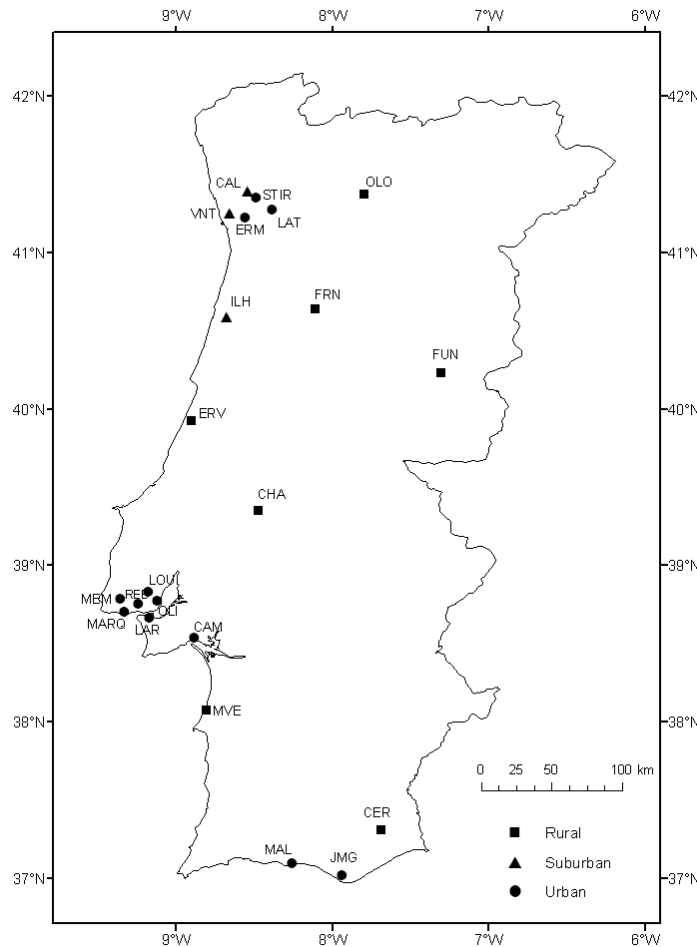 9°W 8°W 7°W 6°W
42°N 42°N
CAL
STIR
OLO
VNT
LAT
ERM
41°N 41°N
ILH
FRN
FUN
40°N 40°N
ERV
CHA
39°N 39°N
LOU
MEM REB
OLI
MARQ
LAR
CAM
38°N 38°N
MVE
0 25 50 100 km
CER
Rural
MAL
JMG
Suburban
37°N 37°N
Urban
9°W 8°W 7°W 6°W